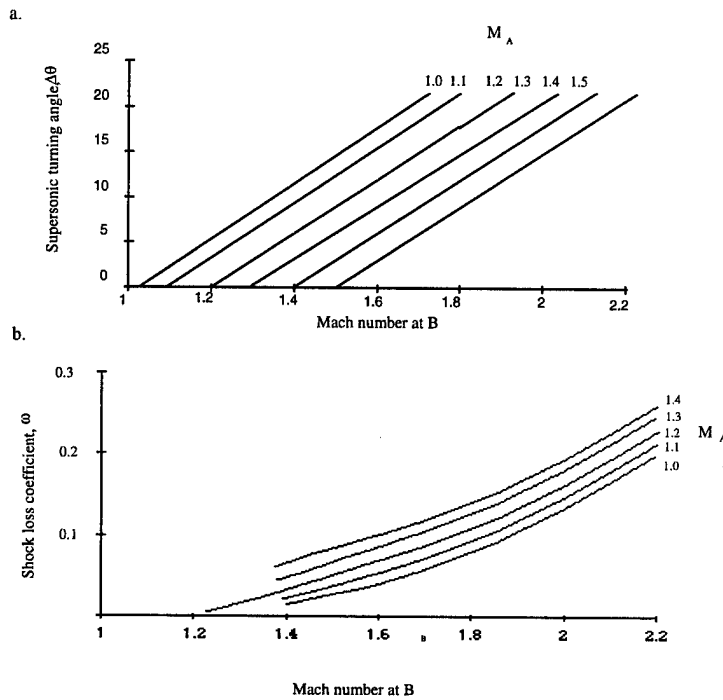 a.
M A
25
20
15
10
5
0
Supersonic turning angle,Δθ
1.0 1.1 1.2 1.3 1.4 1.5
1 1.2 1.4 1.6 1.8 2 2.2
Mach number at B
b.
0.3
0.2
0.1
Shock loss coefficient, ω
1.4
1.3
1.2
1.1
1.0
M A
1 1.2 1.4 1.6 B 1.8 2 2.2
Mach number at B